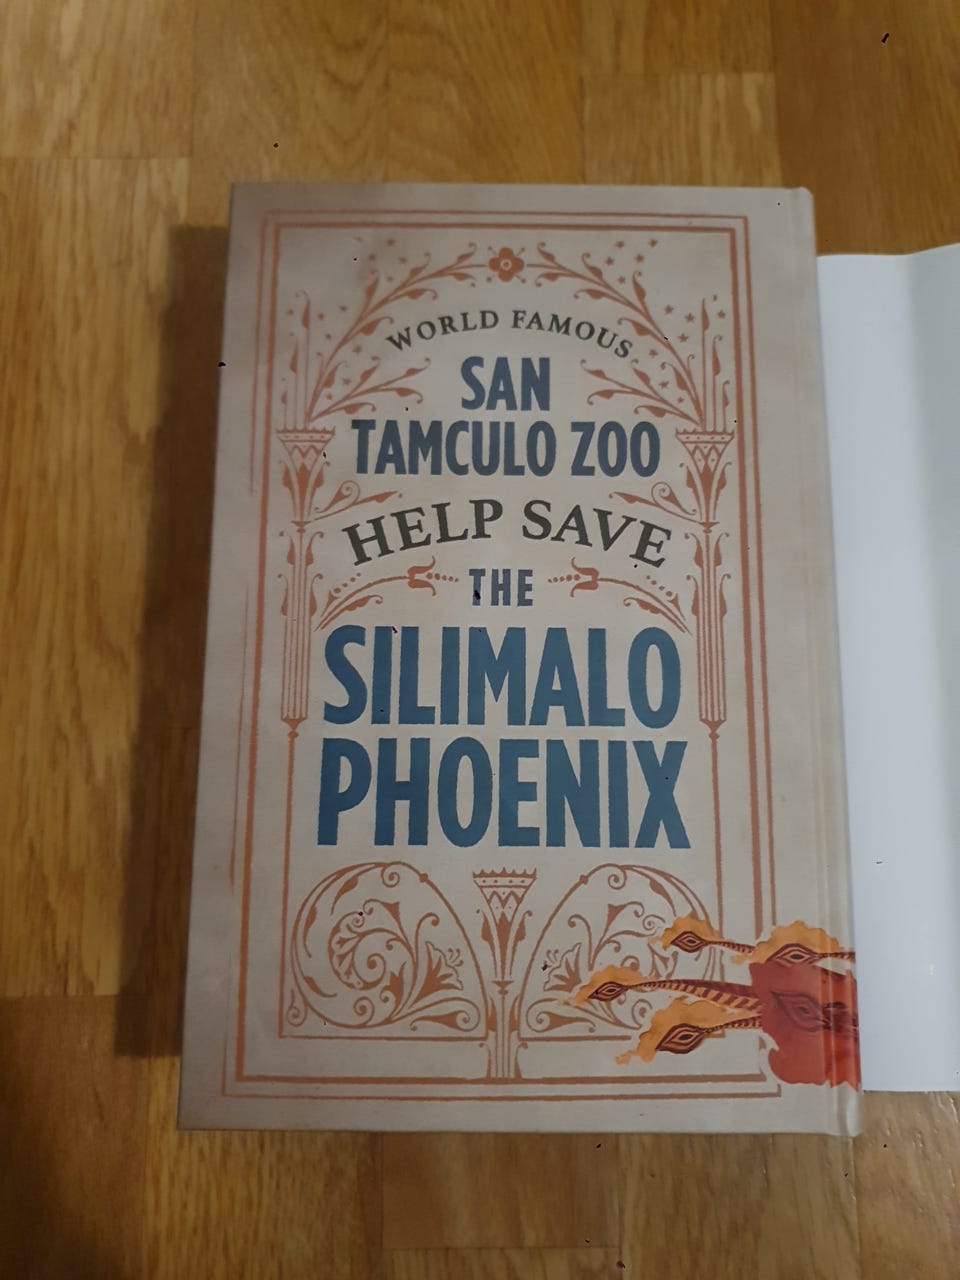 WORLD FAMOUS
SAN
TAMCULO ZOO
HELP SAVE
THE
SILIMALO
PHOENIX